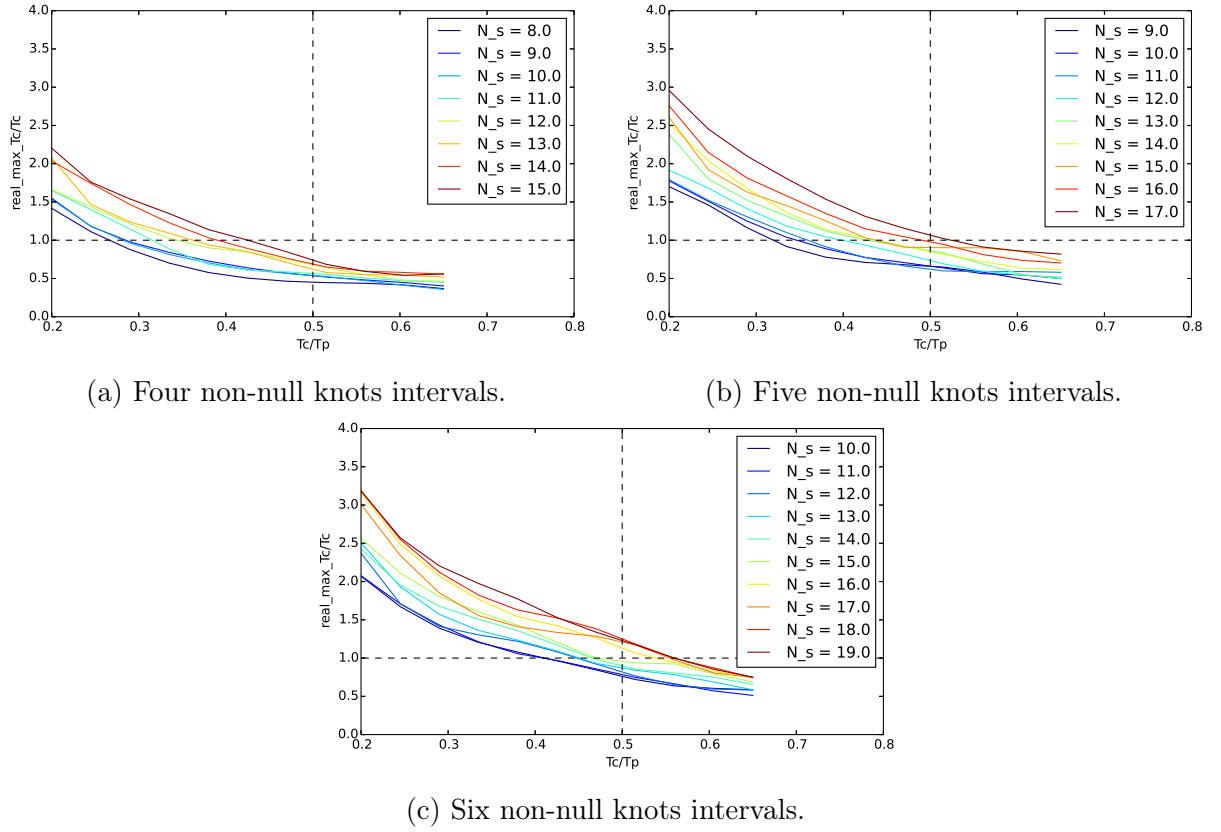 4.0
3.5
3.0
2.5
2.0
1.5
1.0
0.5
0.0
real_max_Tc/Tc
0.2 0.3 0.4 0.5 0.6 0.7 0.8
Tc/Tp
N_s = 8.0
N_s = 9.0
N_s = 10.0
N_s = 11.0
N_s = 12.0
N_s = 13.0
N_s = 14.0
N_s = 15.0
(a) Four non-null knots intervals.
4.0
3.5
3.0
2.5
2.0
1.5
1.0
0.5
0.0
real_max_Tc/Tc
0.2 0.3 0.4 0.5 0.6 0.7 0.8
Tc/Tp
N_s = 9.0
N_s = 10.0
N_s = 11.0
N_s = 12.0
N_s = 13.0
N_s = 14.0
N_s = 15.0
N_s = 16.0
N_s = 17.0
(b) Five non-null knots intervals.
4.0
3.5
3.0
2.5
2.0
1.5
1.0
0.5
0.0
real_max_Tc/Tc
0.2 0.3 0.4 0.5 0.6 0.7 0.8
Tc/Tp
N_s = 10.0
N_s = 11.0
N_s = 12.0
N_s = 13.0
N_s = 14.0
N_s = 15.0
N_s = 16.0
N_s = 17.0
N_s = 18.0
N_s = 19.0
(c) Six non-null knots intervals.